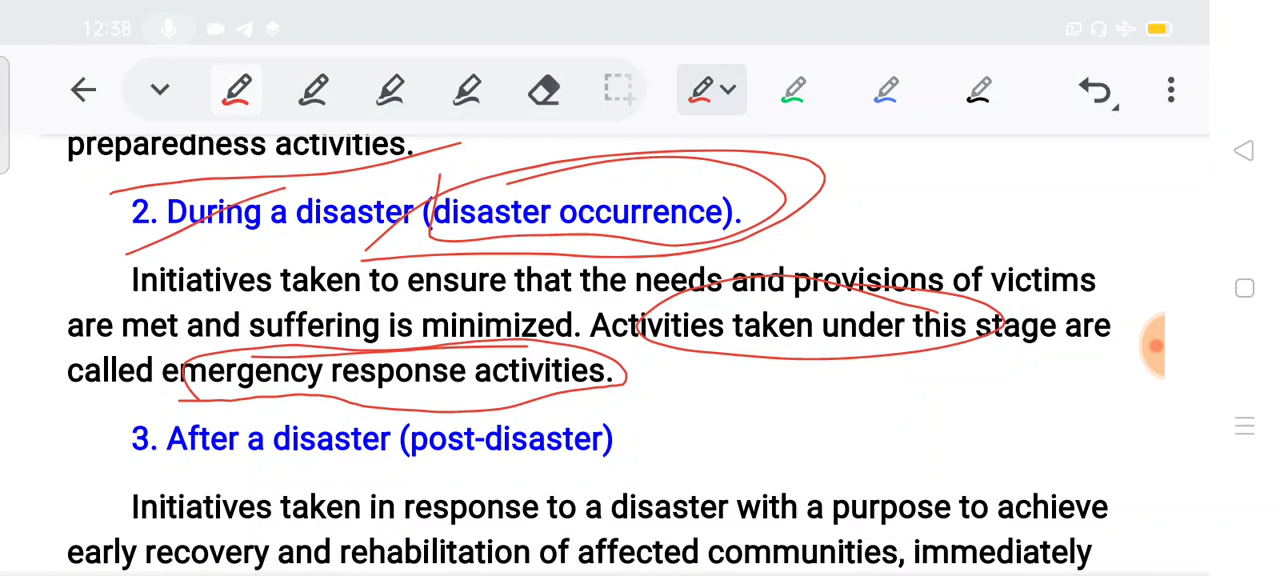 12:38
preparedness activities.
2. During a disaster (disaster occurrence).
Initiatives taken to ensure that the needs and provisions of victims
are met and suffering is minimized. Activities taken under this stage are
called emergency response activities.
3. After a disaster (post-disaster)
Initiatives taken in response to a disaster with a purpose to achieve
early recovery and rehabilitation of affected communities, immediately